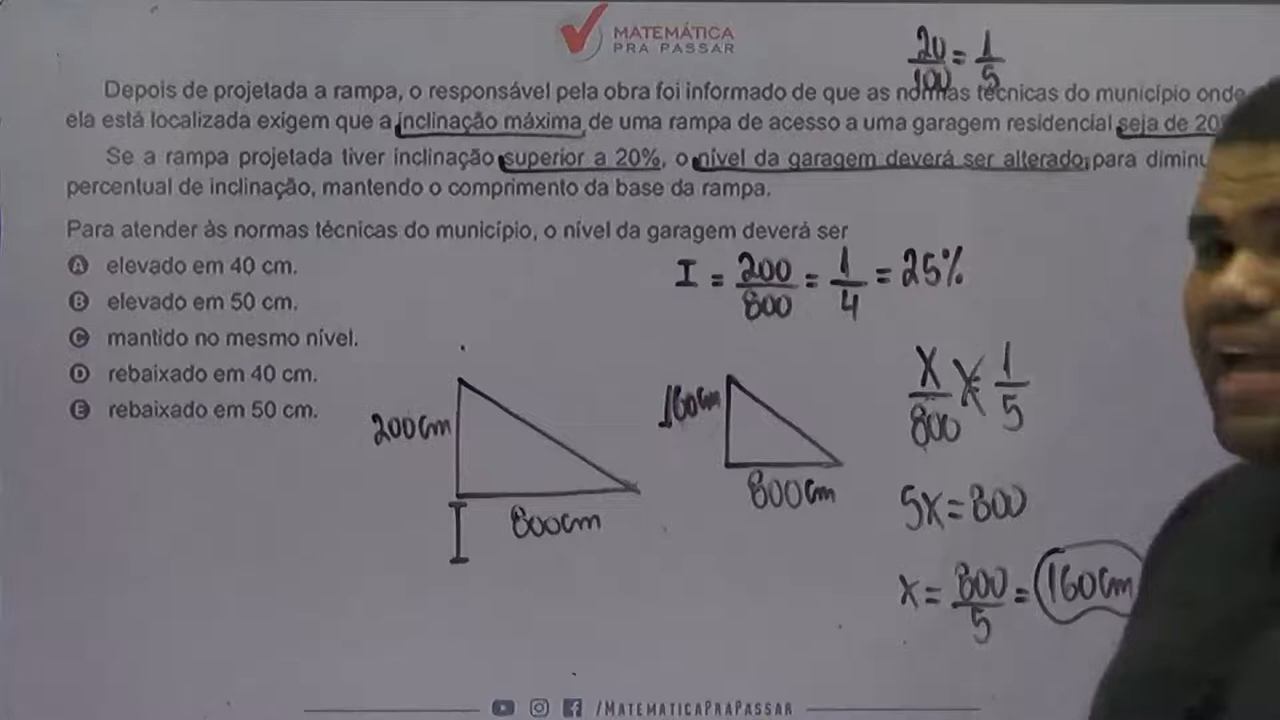 MATEMÁTICA
PRA PASSAR
20/100 = 1/5
Depois de projetada a rampa, o responsável pela obra foi informado de que as normas técnicas do município onde
ela está localizada exigem que a inclinação máxima de uma rampa de acesso a uma garagem residencial seja de 20
Se a rampa projetada tiver inclinação superior a 20%, o nível da garagem deverá ser alterado, para
percentual de inclinação, mantendo o comprimento da base da rampa.
Para atender às normas técnicas do município, o nível da garagem deverá ser
A elevado em 40 cm.
B elevado em 50 cm.
C mantido no mesmo nível.
D rebaixado em 40 cm.
E rebaixado em 50 cm.
I = 200/800 = 1/4 = 25%
200cm
800cm
160cm
800cm
x/800 = 1/5
5x = 800
x = 800/5 = 160cm
/MATEMATICAPRAPASSAR